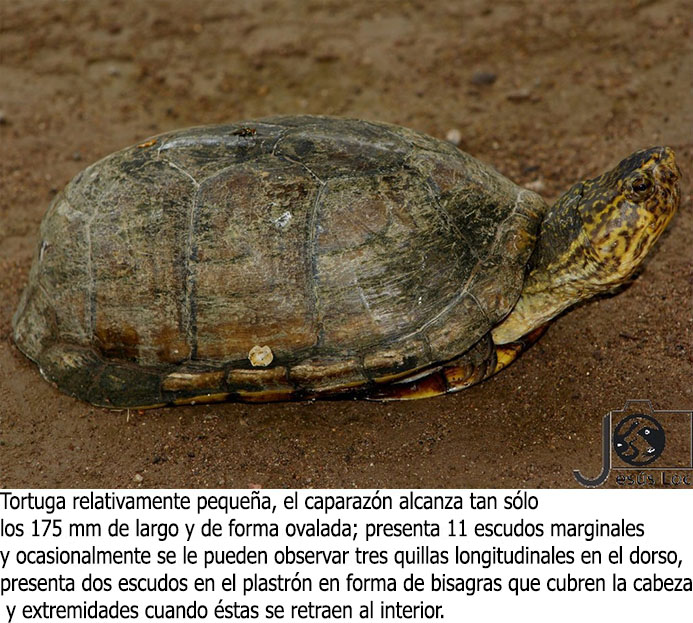 Jesús Loc
Tortuga relativamente pequeña, el caparazón alcanza tan sólo
los 175 mm de largo y de forma ovalada; presenta 11 escudos marginales
y ocasionalmente se le pueden observar tres quillas longitudinales en el dorso,
presenta dos escudos en el plastrón en forma de bisagras que cubren la cabeza
y extremidades cuando éstas se retraen al interior.